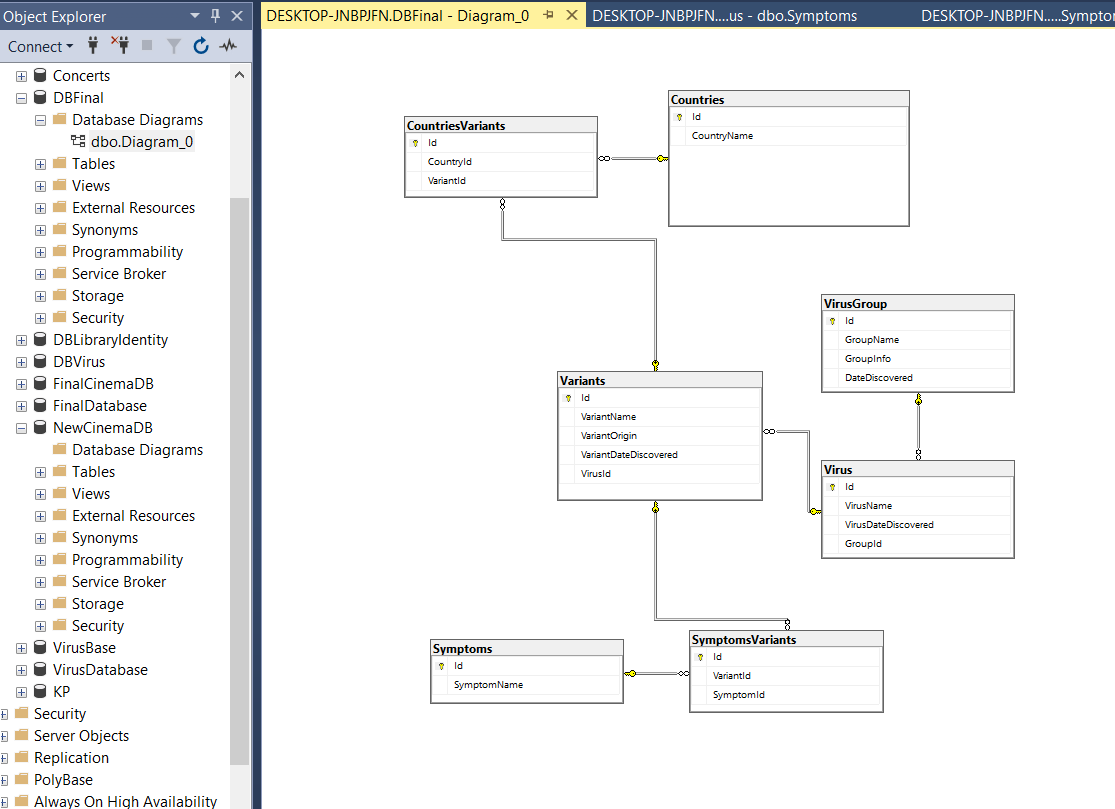 Object Explorer
Connect
Concerts
DBFinal
Database Diagrams
dbo.Diagram_0
Tables
Views
External Resources
Synonyms
Programmability
Service Broker
Storage
Security
DBLibraryIdentity
DBVirus
FinalCinemaDB
FinalDatabase
NewCinemaDB
Database Diagrams
Tables
Views
External Resources
Synonyms
Programmability
Service Broker
Storage
Security
VirusBase
VirusDatabase
KP
Security
Server Objects
Replication
PolyBase
Always On High Availability
DESKTOP-JNBPJFN.DBFinal - Diagram_0
DESKTOP-JNBPJFN....us - dbo.Symptoms
DESKTOP-JNBPJFN.....Sympto
CountriesVariants
Id
CountryId
VariantId
Countries
Id
CountryName
VirusGroup
Id
GroupName
GroupInfo
DateDiscovered
Variants
Id
VariantName
VariantOrigin
VariantDateDiscovered
VirusId
Virus
Id
VirusName
VirusDateDiscovered
GroupId
Symptoms
Id
SymptomName
SymptomsVariants
Id
VariantId
SymptomId